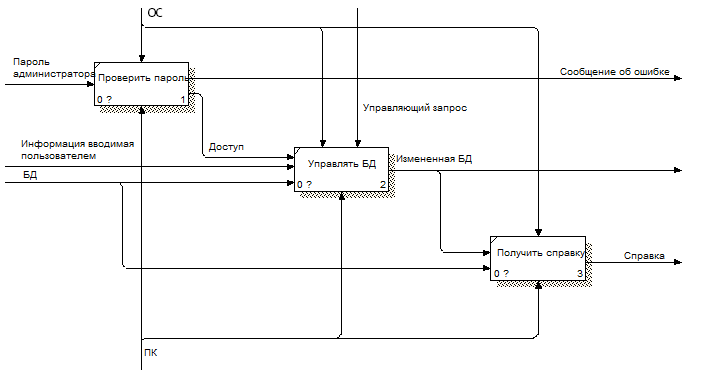 ОС
Пароль
администратора
Проверить пароль
0 ?
1
Сообщение об ошибке
Управляющий запрос
Информация вводимая
пользователем
Доступ
Управлять БД
0 ?
2
Измененная БД
БД
Получить справку
0 ?
3
Справка
ПК